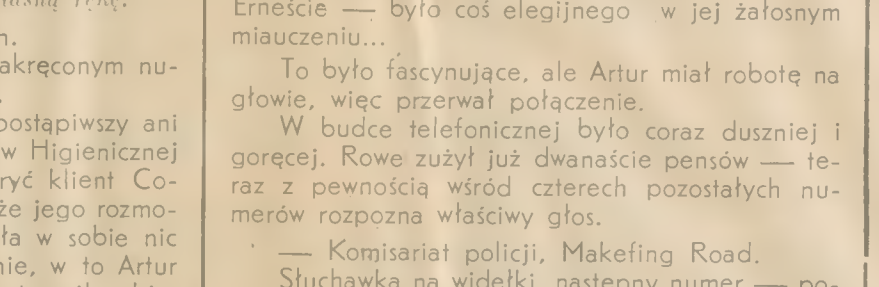 n.
akręconym nu-
postąpiwszy ani
w Higienicznej
ryć klient Co-
że jego rozmo-
ła w sobie nic
nie, w to Artur
Erneście — było coś elegijnego w jej żałosnym
miauczeniu...
To było fascynujące, ale Artur miał robotę na
głowie, więc przerwał połączenie.
W budce telefonicznej było coraz duszniej i
goręcej. Rowe zużył już dwanaście pensów — te-
raz z pewnością wśród czterech pozostałych nu-
merów rozpozna właściwy głos.
— Komisariat policji, Makefing Road.
Słuchawka na widełki, następny numer — po-